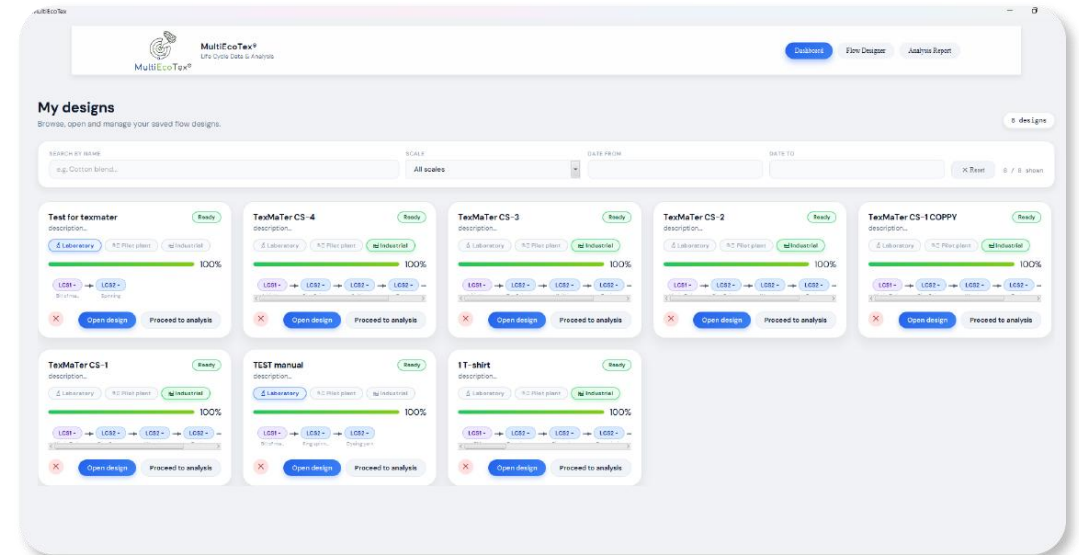 MultiEcoTex
MultiEcoTex®
MultiEcoTex®
Life Cycle Data & Analysis
Dashboard
Flow Designer
Analysis Report
My designs
Browse, open and manage your saved flow designs.
8 designs
SEARCH BY NAME
SCALE
DATE FROM
DATE TO
e.g. Cotton blend...
All scales
× Reset
8 / 8 shown
Test for texmater
Ready
description...
Laboratory
Pilot plant
Industrial
100%
LCS1
LCS2
Spinning
×
Open design
Proceed to analysis
TexMaTer CS-4
Ready
description...
Laboratory
Pilot plant
Industrial
100%
LCS1
LCS2
LCS2
LCS2
×
Open design
Proceed to analysis
TexMaTer CS-3
Ready
description...
Laboratory
Pilot plant
Industrial
100%
LCS1
LCS2
LCS2
LCS2
×
Open design
Proceed to analysis
TexMaTer CS-2
Ready
description...
Laboratory
Pilot plant
Industrial
100%
LCS1
LCS2
LCS2
LCS2
×
Open design
Proceed to analysis
TexMaTer CS-1 COPPY
Ready
description...
Laboratory
Pilot plant
Industrial
100%
LCS1
LCS2
LCS2
LCS2
×
Open design
Proceed to analysis
TexMaTer CS-1
Ready
description...
Laboratory
Pilot plant
Industrial
100%
LCS1
LCS2
LCS2
LCS2
×
Open design
Proceed to analysis
TEST manual
Ready
description...
Laboratory
Pilot plant
Industrial
100%
LCS1
LCS2
LCS2
×
Open design
Proceed to analysis
1 T-shirt
Ready
description...
Laboratory
Pilot plant
Industrial
100%
LCS1
LCS2
LCS2
LCS2
×
Open design
Proceed to analysis